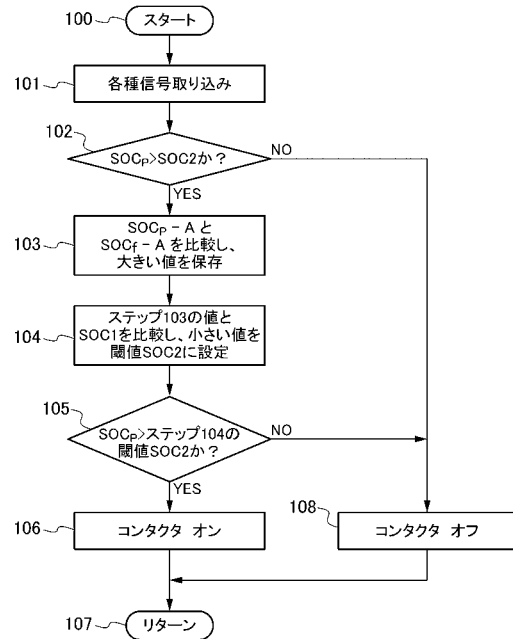 100
スタート
101
各種信号取り込み
102
SOCP>SOC2か？
NO
YES
103
SOCP - A と
SOCf - A を比較し、
大きい値を保存
104
ステップ103の値と
SOC1を比較し、小さい値を
閾値SOC2に設定
105
SOCP>ステップ104の
閾値SOC2か？
NO
YES
106
コンタクタ オン
108
コンタクタ オフ
107
リターン